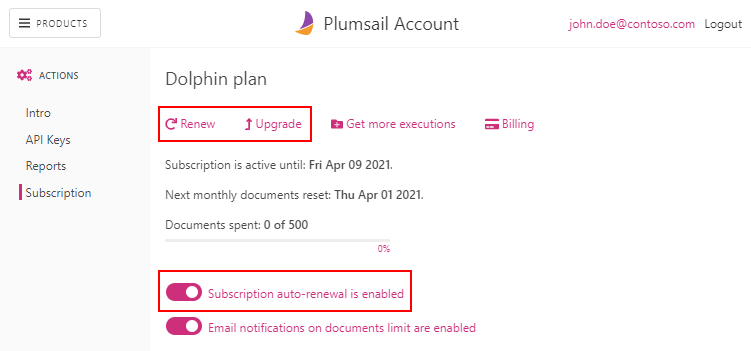 PRODUCTS
Plumsail Account
john.doe@contoso.com Logout
ACTIONS
Intro
API Keys
Reports
Subscription
Dolphin plan
Renew Upgrade Get more executions Billing
Subscription is active until: Fri Apr 09 2021.
Next monthly documents reset: Thu Apr 01 2021.
Documents spent: 0 of 500
0%
Subscription auto-renewal is enabled
Email notifications on documents limit are enabled